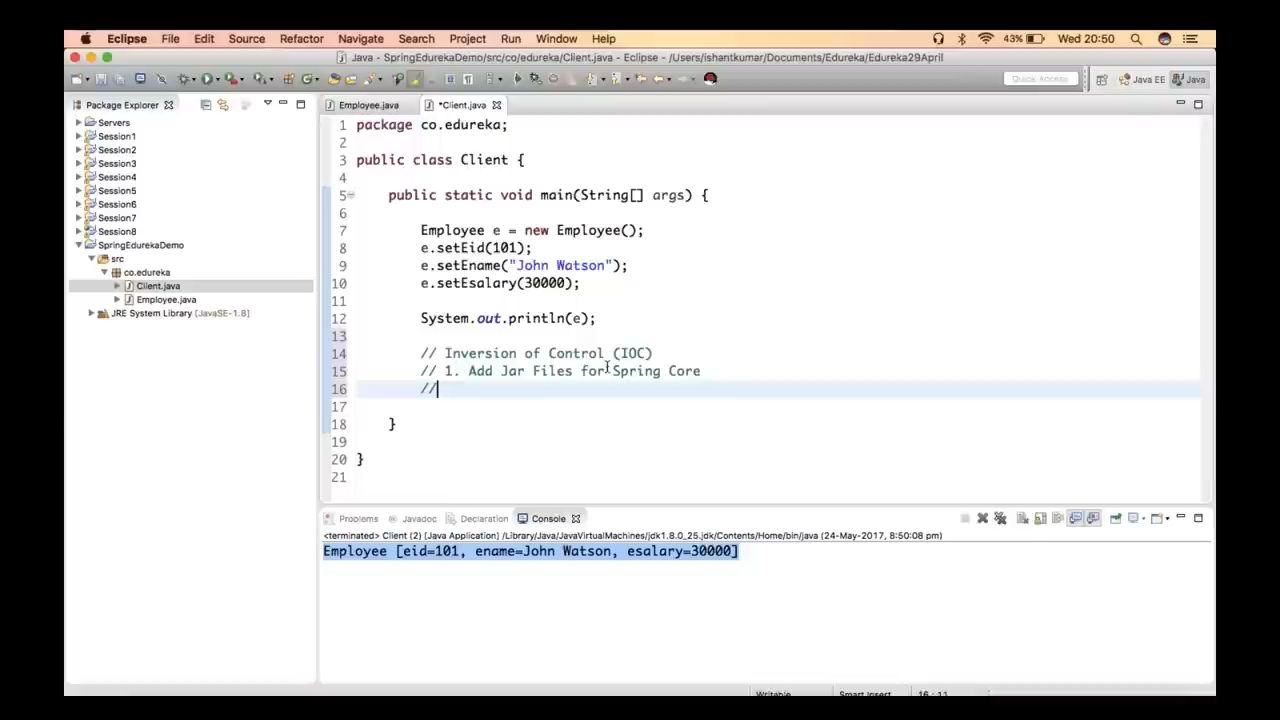 Eclipse File Edit Source Refactor Navigate Search Project Run Window Help 43% Wed 20:50
Java - SpringEdurekaDemo/src/co/edureka/Client.java - Eclipse - /Users/ishantkumar/Documents/Edureka/Edureka29April
Quick Access Java EE Java
Package Explorer
Servers
Session1
Session2
Session3
Session4
Session5
Session6
Session7
Session8
SpringEdurekaDemo
src
co.edureka
Client.java
Employee.java
JRE System Library [JavaSE-1.8]
Employee.java *Client.java
1 package co.edureka;
2
3 public class Client {
4
5 public static void main(String[] args) {
6
7 Employee e = new Employee();
8 e.setEid(101);
9 e.setEname("John Watson");
10 e.setEsalary(30000);
11
12 System.out.println(e);
13
14 // Inversion of Control (IOC)
15 // 1. Add Jar Files for Spring Core
16 //
17
18 }
19
20 }
21
Problems Javadoc Declaration Console
<terminated> Client (2) [Java Application] /Library/Java/JavaVirtualMachines/jdk1.8.0_25.jdk/Contents/Home/bin/java (24-May-2017, 8:50:08 pm)
Employee [eid=101, ename=John Watson, esalary=30000]
Writable Smart Insert 16 : 11